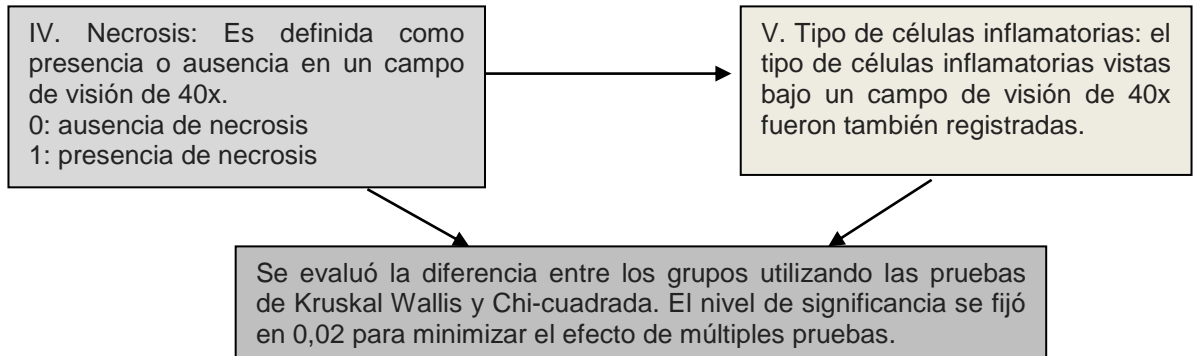 IV. Necrosis: Es definida como
presencia o ausencia en un campo
de visión de 40x.
0: ausencia de necrosis
1: presencia de necrosis
V. Tipo de células inflamatorias: el
tipo de células inflamatorias vistas
bajo un campo de visión de 40x
fueron también registradas.
Se evaluó la diferencia entre los grupos utilizando las pruebas
de Kruskal Wallis y Chi-cuadrada. El nivel de significancia se fijó
en 0,02 para minimizar el efecto de múltiples pruebas.